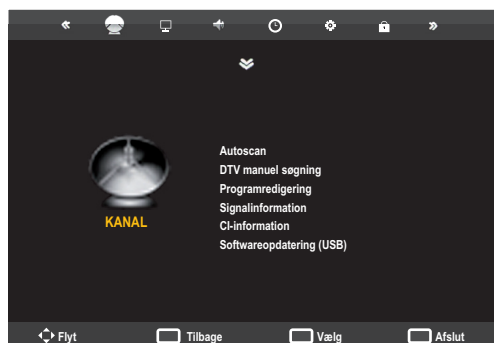 KANAL
Autoscan
DTV manuel søgning
Programredigering
Signalinformation
CI-information
Softwareopdatering (USB)
Flyt Tilbage Vælg Afslut